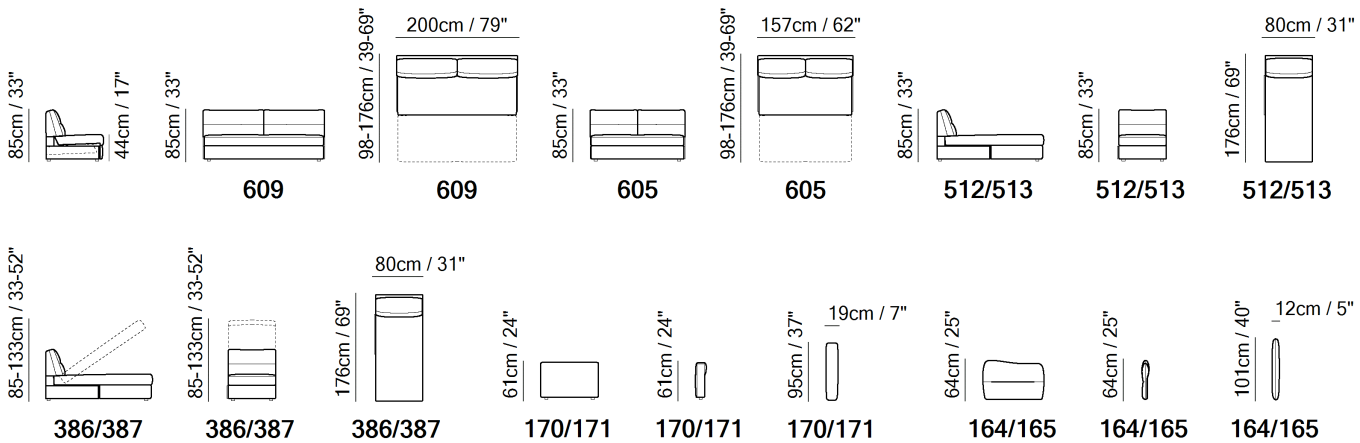 85cm / 33"
44cm / 17"
85cm / 33"
609
200cm / 79"
98-176cm / 39-69"
609
85cm / 33"
605
157cm / 62"
98-176cm / 39-69"
605
85cm / 33"
512/513
85cm / 33"
512/513
80cm / 31"
176cm / 69"
512/513
85-133cm / 33-52"
386/387
85-133cm / 33-52"
386/387
80cm / 31"
176cm / 69"
386/387
61cm / 24"
170/171
61cm / 24"
170/171
19cm / 7"
95cm / 37"
170/171
64cm / 25"
164/165
64cm / 25"
164/165
12cm / 5"
101cm / 40"
164/165